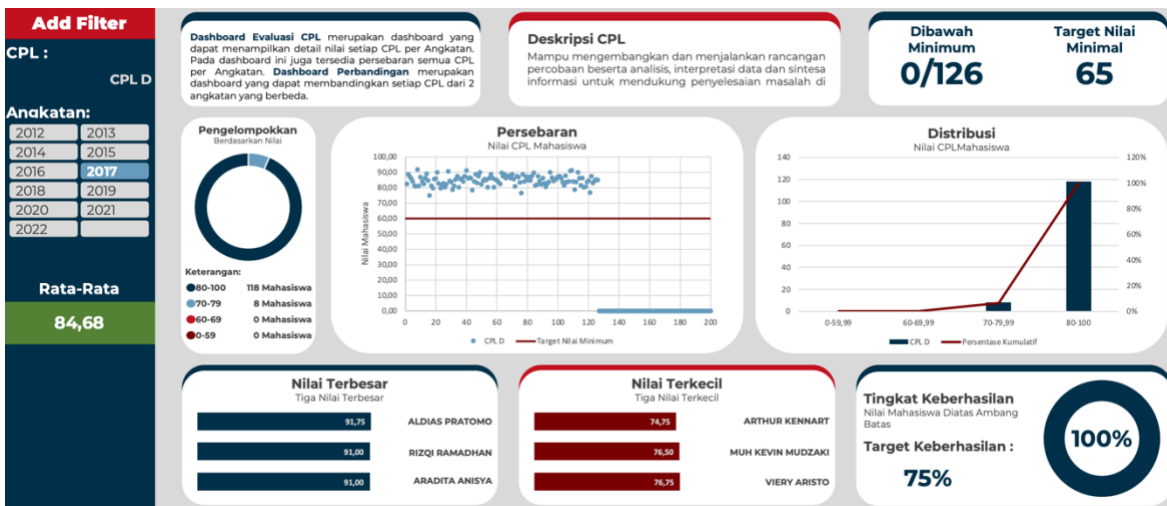 Add Filter
CPL :
CPL D
Angkatan:
2012 2013
2014 2015
2016 2017
2018 2019
2020 2021
2022
Rata-Rata
84,68
Dashboard Evaluasi CPL merupakan dashboard yang
dapat menampilkan detail nilai setiap CPL per Angkatan.
Pada dashboard ini juga tersedia persebaran semua CPL
per Angkatan. Dashboard Perbandingan merupakan
dashboard yang dapat membandingkan setiap CPL dari 2
angkatan yang berbeda.
Deskripsi CPL
Mampu mengembangkan dan menjalankan rancangan
percobaan beserta analisis, interpretasi data dan sintesa
informasi untuk mendukung penyelesaian masalah di
Dibawah
Minimum
0/126
Target Nilai
Minimal
65
Pengelompokkan
Berdasarkan Nilai
Keterangan:
80-100 118 Mahasiswa
70-79 8 Mahasiswa
60-69 0 Mahasiswa
0-59 0 Mahasiswa
Persebaran
Nilai CPL Mahasiswa
Nilai Mahasiswa
100,00
90,00
80,00
70,00
60,00
50,00
40,00
30,00
20,00
10,00
0,00
0 20 40 60 80 100 120 140 160 180 200
CPL D Target Nilai Minimum
Distribusi
Nilai CPLMahasiswa
140
120
100
80
60
40
20
0
120%
100%
80%
60%
40%
20%
0%
0-59,99 60-69,99 70-79,99 80-100
CPL D Persentase Kumulatif
Nilai Terbesar
Tiga Nilai Terbesar
91,75 ALDIAS PRATOMO
91,00 RIZQI RAMADHAN
91,00 ARADITA ANISYA
Nilai Terkecil
Tiga Nilai Terkecil
74,75 ARTHUR KENNART
76,50 MUH KEVIN MUDZAKI
76,75 VIERY ARISTO
Tingkat Keberhasilan
Nilai Mahasiswa Diatas Ambang
Batas
Target Keberhasilan :
75%
100%